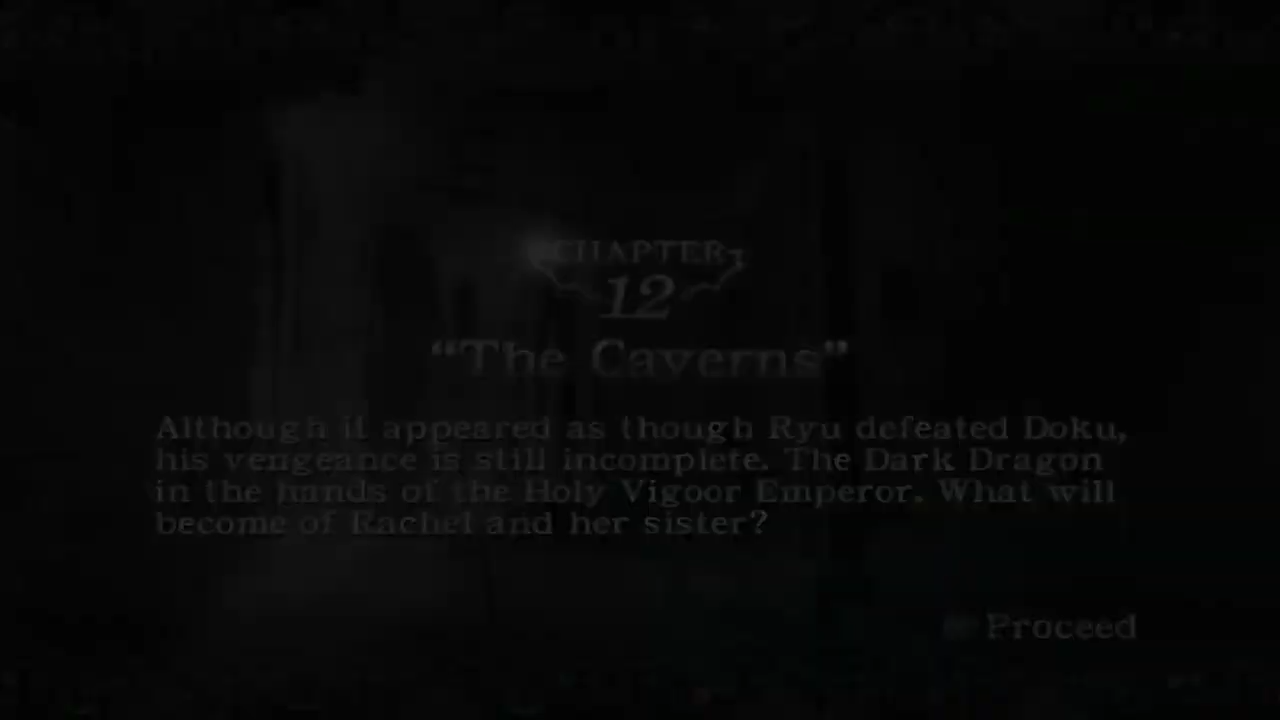 CHAPTER
12
“The Caverns”
Although it appeared as though Ryu defeated Doku,
his vengeance is still incomplete. The Dark Dragon
in the hands of the Holy Vigoor Emperor. What will
become of Rachel and her sister?
Proceed